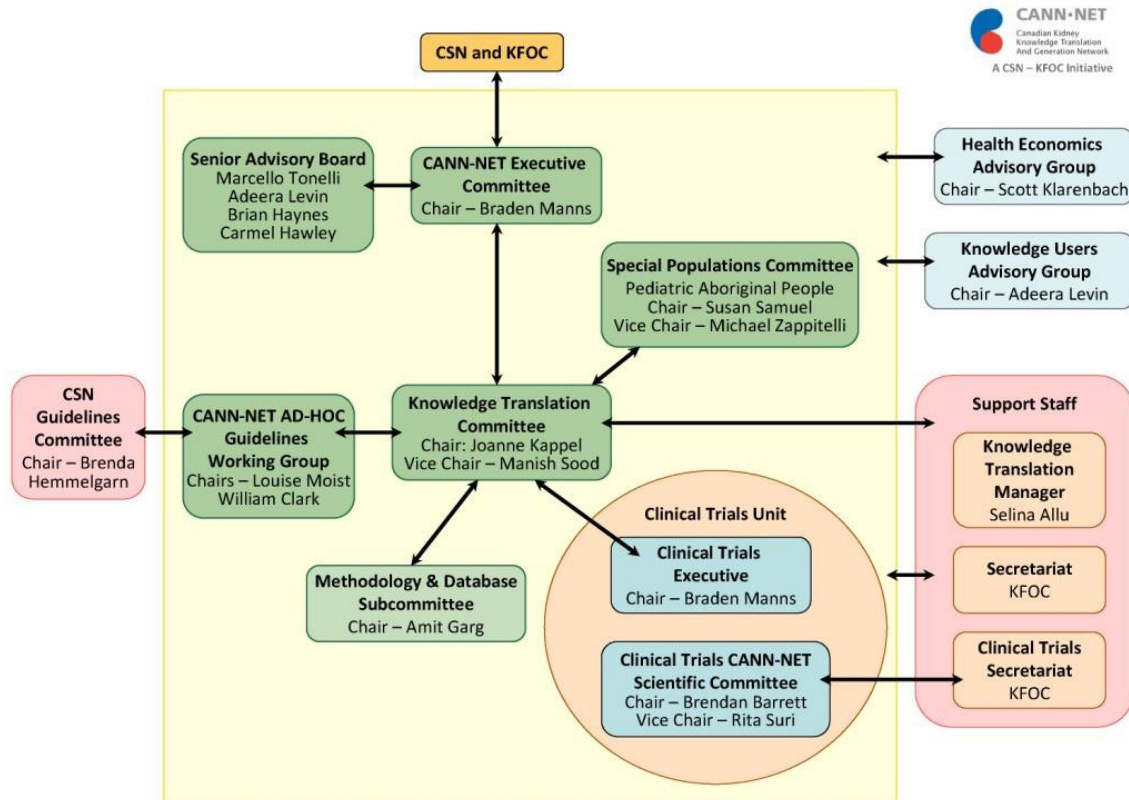 CANN•NET
Canadian Kidney
Knowledge Translation
And Generation Network
A CSN – KFOC Initiative
CSN and KFOC
Senior Advisory Board
Marcello Tonelli
Adeera Levin
Brian Haynes
Carmel Hawley
CANN-NET Executive
Committee
Chair – Braden Manns
Health Economics
Advisory Group
Chair – Scott Klarenbach
Special Populations Committee
Pediatric Aboriginal People
Chair – Susan Samuel
Vice Chair – Michael Zappitelli
Knowledge Users
Advisory Group
Chair – Adeera Levin
CSN
Guidelines
Committee
Chair – Brenda
Hemmelgarn
CANN-NET AD-HOC
Guidelines
Working Group
Chairs – Louise Moist
William Clark
Knowledge Translation
Committee
Chair: Joanne Kappel
Vice Chair – Manish Sood
Support Staff
Knowledge
Translation
Manager
Selina Allu
Clinical Trials Unit
Clinical Trials
Executive
Chair – Braden Manns
Secretariat
KFOC
Methodology & Database
Subcommittee
Chair – Amit Garg
Clinical Trials CANN-NET
Scientific Committee
Chair – Brendan Barrett
Vice Chair – Rita Suri
Clinical Trials
Secretariat
KFOC